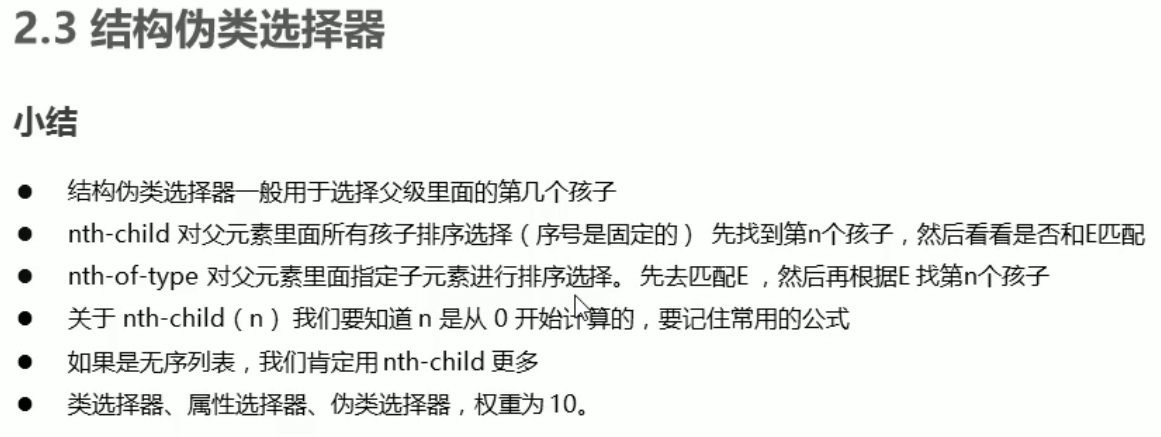 2.3 结构伪类选择器
小结
● 结构伪类选择器一般用于选择父级里面的第几个孩子
● nth-child 对父元素里面所有孩子排序选择（序号是固定的） 先找到第n个孩子，然后看看是否和E匹配
● nth-of-type 对父元素里面指定子元素进行排序选择。 先去匹配E ，然后再根据E 找第n个孩子
● 关于 nth-child（n）我们要知道 n 是从 0 开始计算的，要记住常用的公式
● 如果是无序列表，我们肯定用 nth-child 更多
● 类选择器、属性选择器、伪类选择器，权重为 10。